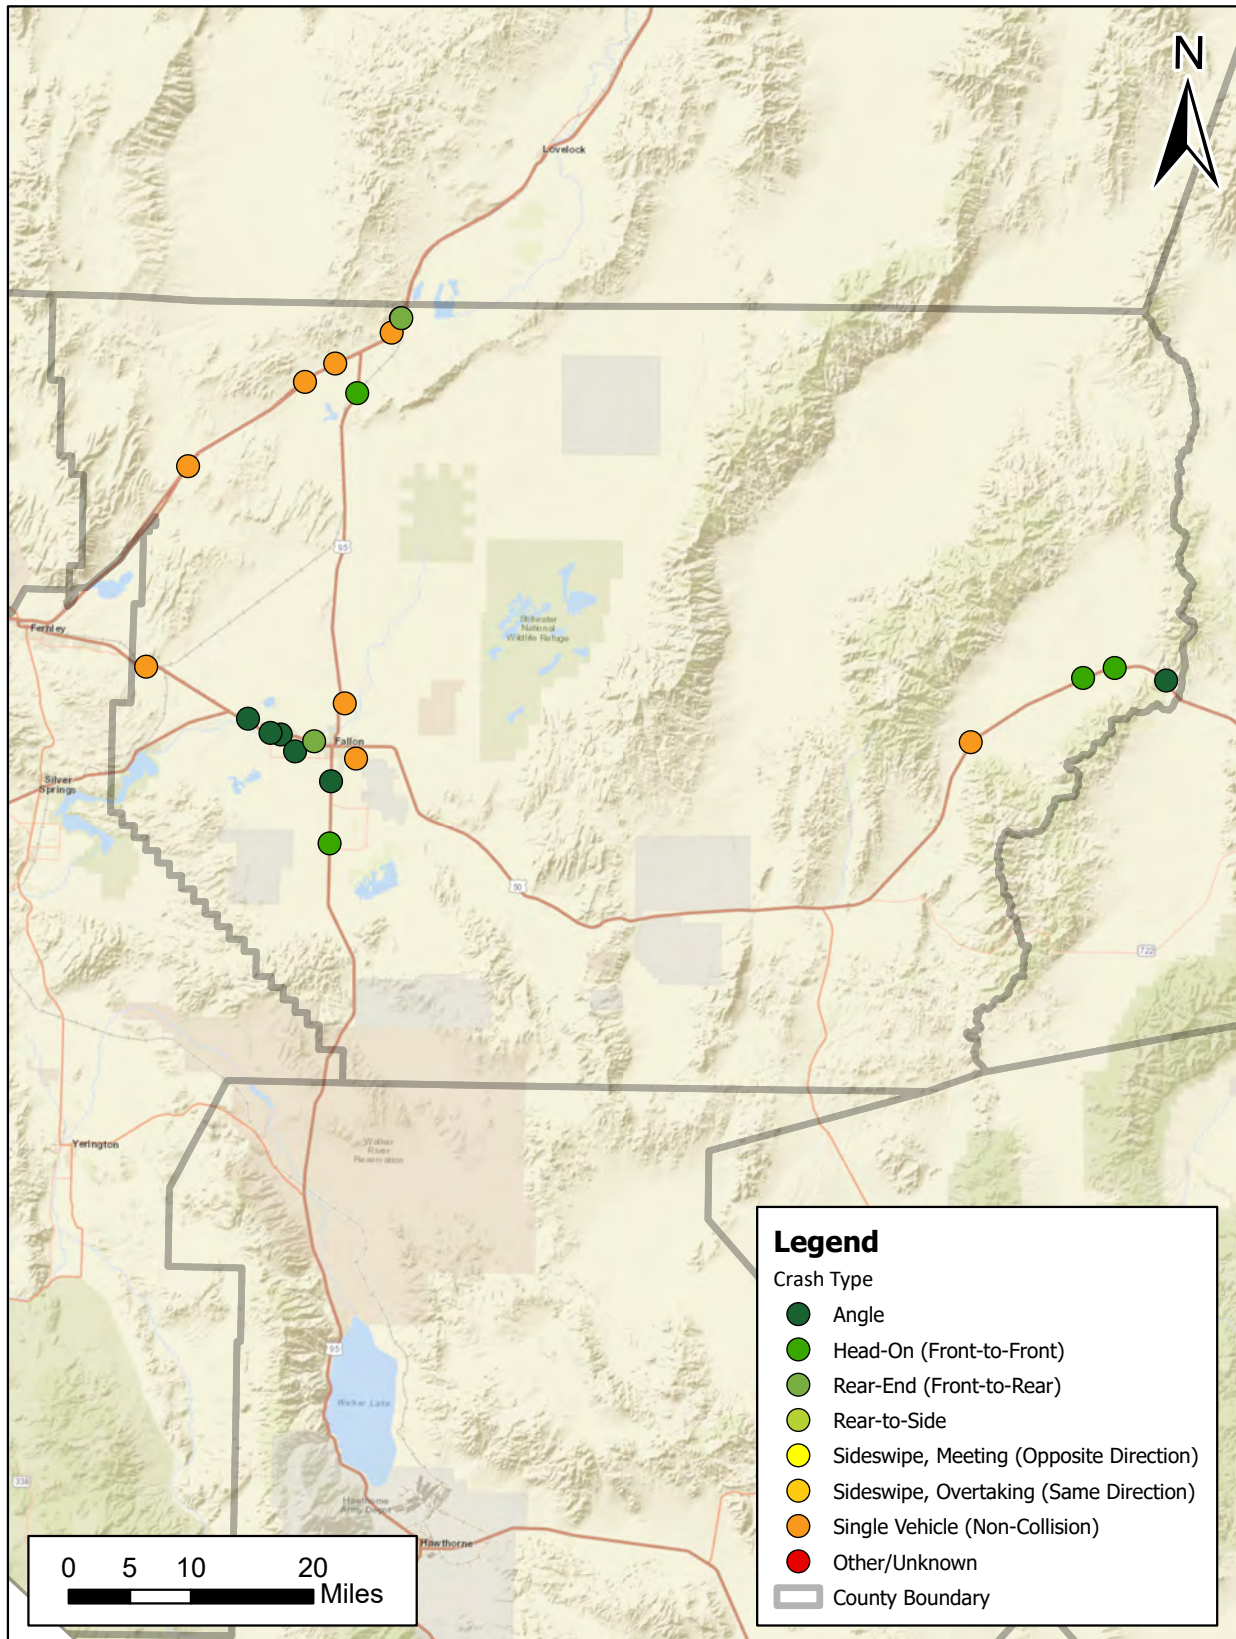 N
Lovelock
95
Fernley
Stillwater
National
Wildlife Refuge
Fallon
Silver
Springs
50
722
Yerington
Walker
River
Reservation
95
Walker Lake
338
Hawthorne
Army Depot
Hawthorne
Legend
Crash Type
Angle
Head-On (Front-to-Front)
Rear-End (Front-to-Rear)
Rear-to-Side
Sideswipe, Meeting (Opposite Direction)
Sideswipe, Overtaking (Same Direction)
Single Vehicle (Non-Collision)
Other/Unknown
County Boundary
0 5 10 20
Miles